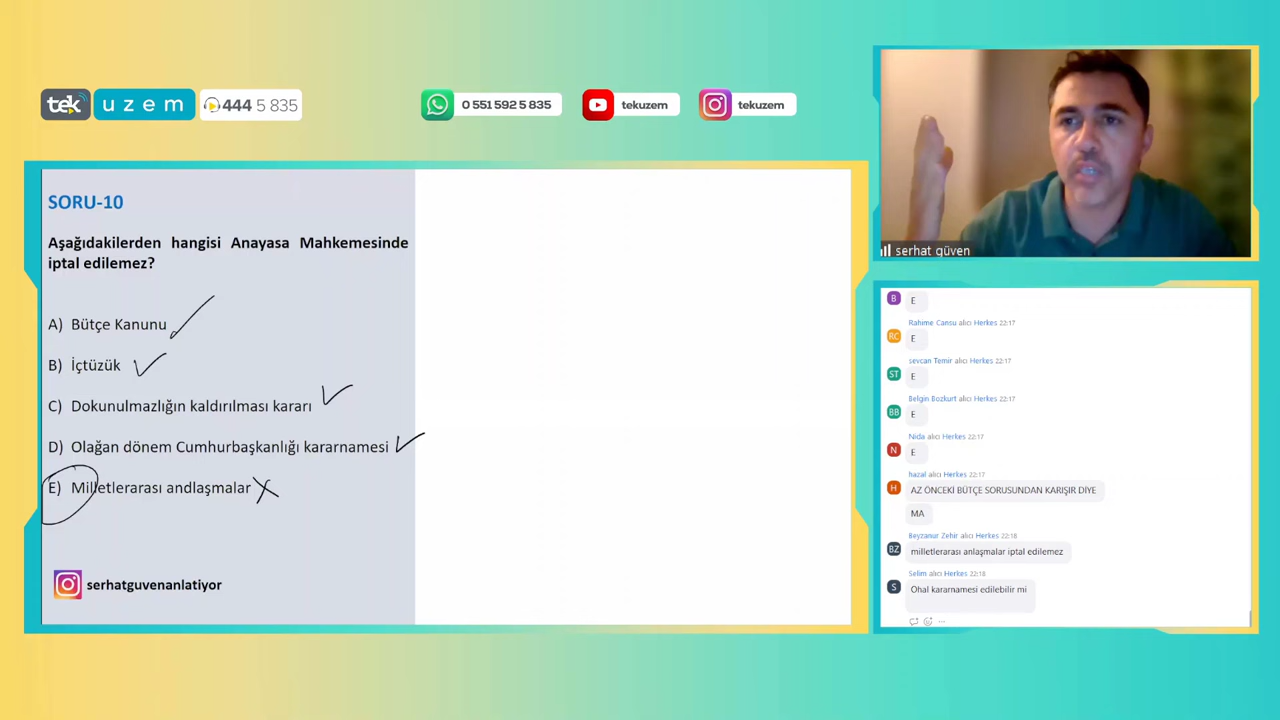 tek uzem 444 5 835
0 551 592 5 835
tekuzem
tekuzem
SORU-10
Aşağıdakilerden hangisi Anayasa Mahkemesinde
iptal edilemez?
A) Bütçe Kanunu
B) İçtüzük
C) Dokunulmazlığın kaldırılması kararı
D) Olağan dönem Cumhurbaşkanlığı kararnamesi
E) Milletlerarası andlaşmalar
serhatguvenanlatiyor
serhat güven
B
E
Rahime Cansu alıcı Herkes 22:17
RC
E
sevcan Temir alıcı Herkes 22:17
ST
E
Belgin Bozkurt alıcı Herkes 22:17
BB
E
Nida alıcı Herkes 22:17
N
E
hazal alıcı Herkes 22:17
H
AZ ÖNCEKİ BÜTÇE SORUSUNDAN KARIŞIR DİYE
MA
Beyzanur Zehir alıcı Herkes 22:18
BZ
milletlerarası anlaşmalar iptal edilemez
Selim alıcı Herkes 22:18
S
Ohal kararnamesi edilebilir mi